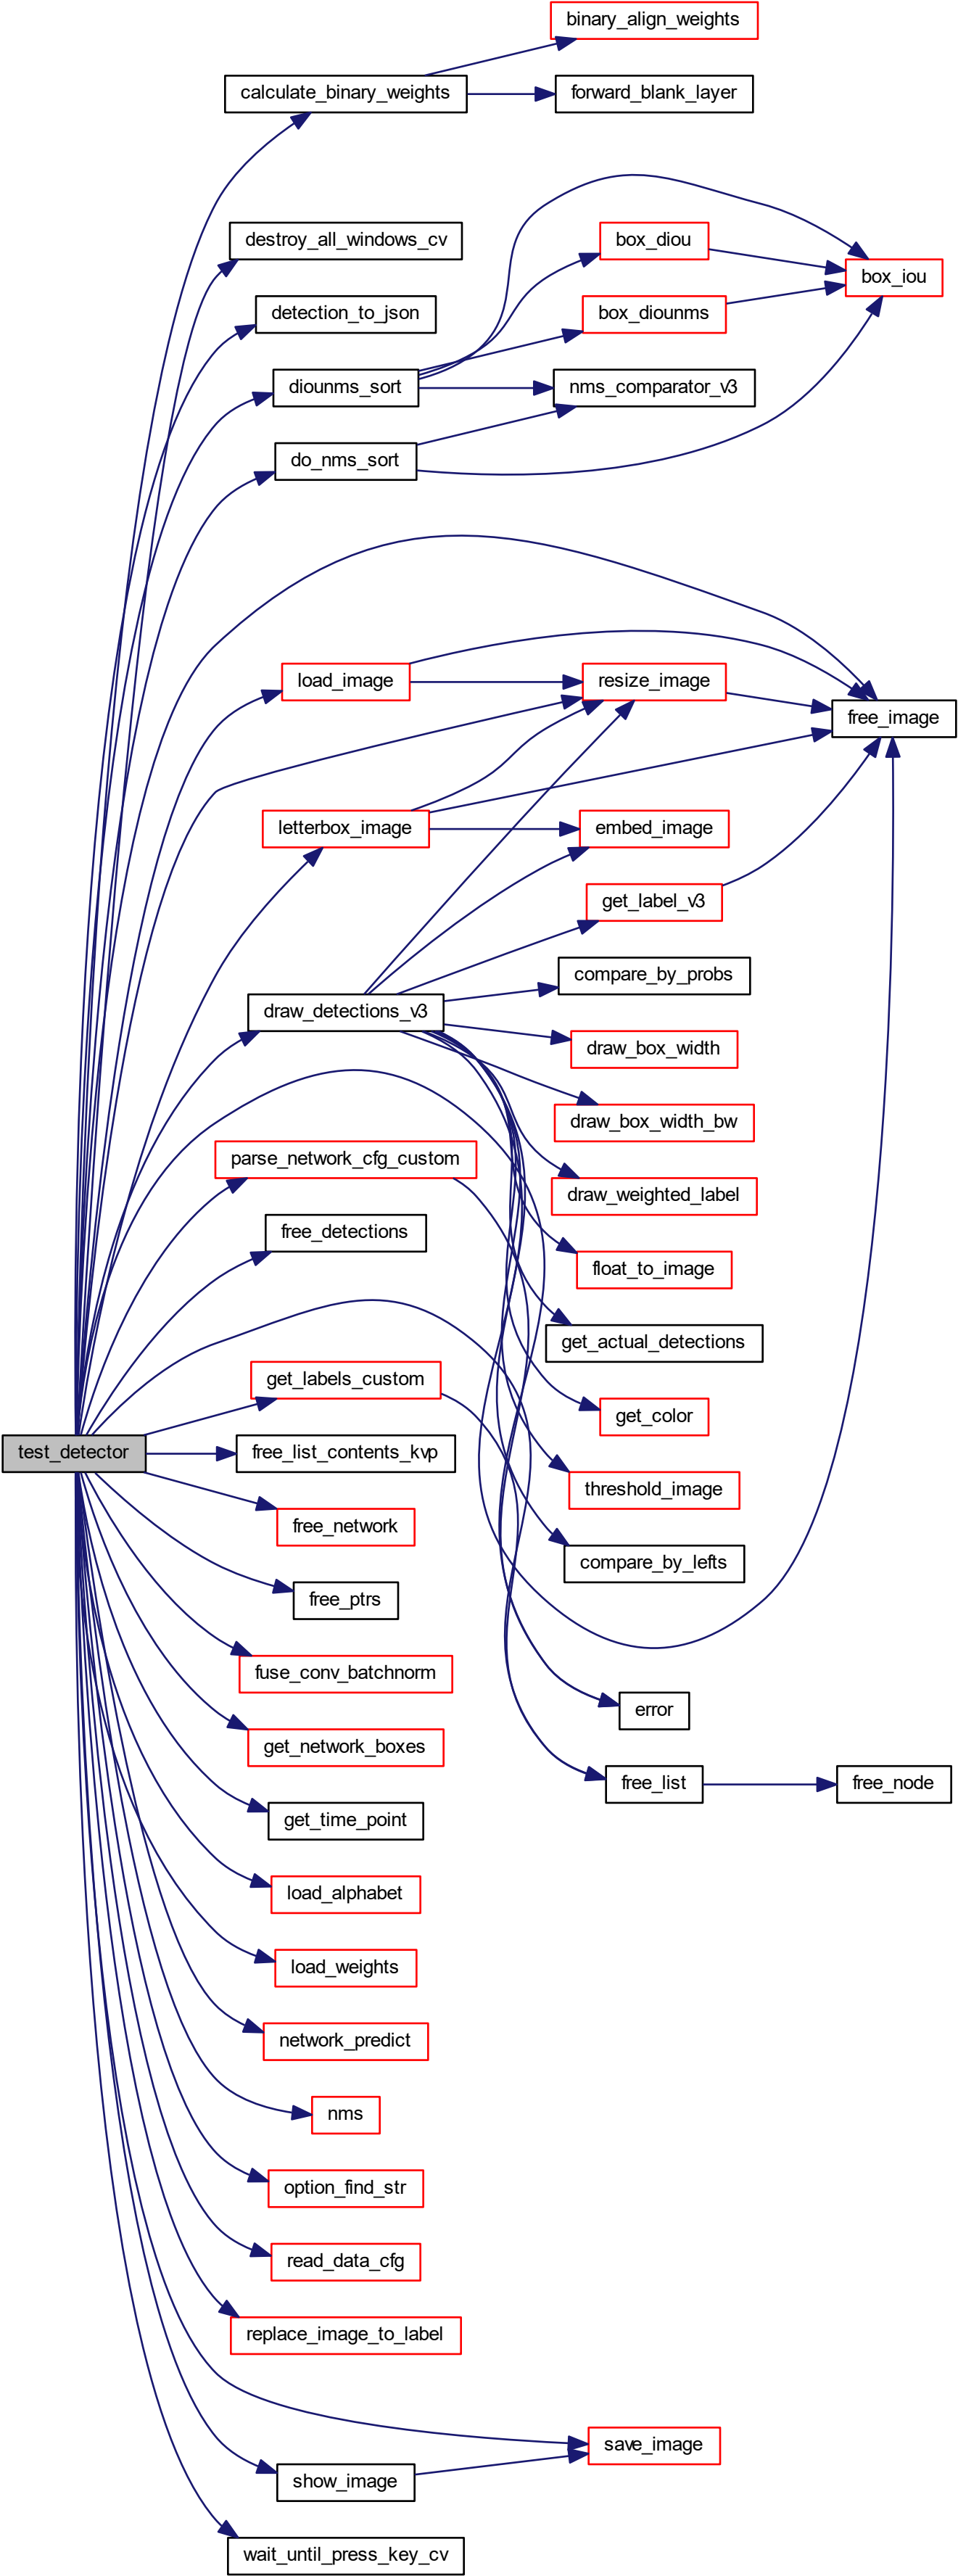 binary_align_weights
calculate_binary_weights
forward_blank_layer
destroy_all_windows_cv
box_diou
box_iou
detection_to_json
box_diounms
diounms_sort
nms_comparator_v3
do_nms_sort
load_image
resize_image
free_image
letterbox_image
embed_image
get_label_v3
compare_by_probs
draw_detections_v3
draw_box_width
draw_box_width_bw
parse_network_cfg_custom
draw_weighted_label
free_detections
float_to_image
get_actual_detections
get_labels_custom
get_color
test_detector
free_list_contents_kvp
threshold_image
free_network
compare_by_lefts
free_ptrs
fuse_conv_batchnorm
error
get_network_boxes
free_list
free_node
get_time_point
load_alphabet
load_weights
network_predict
nms
option_find_str
read_data_cfg
replace_image_to_label
save_image
show_image
wait_until_press_key_cv